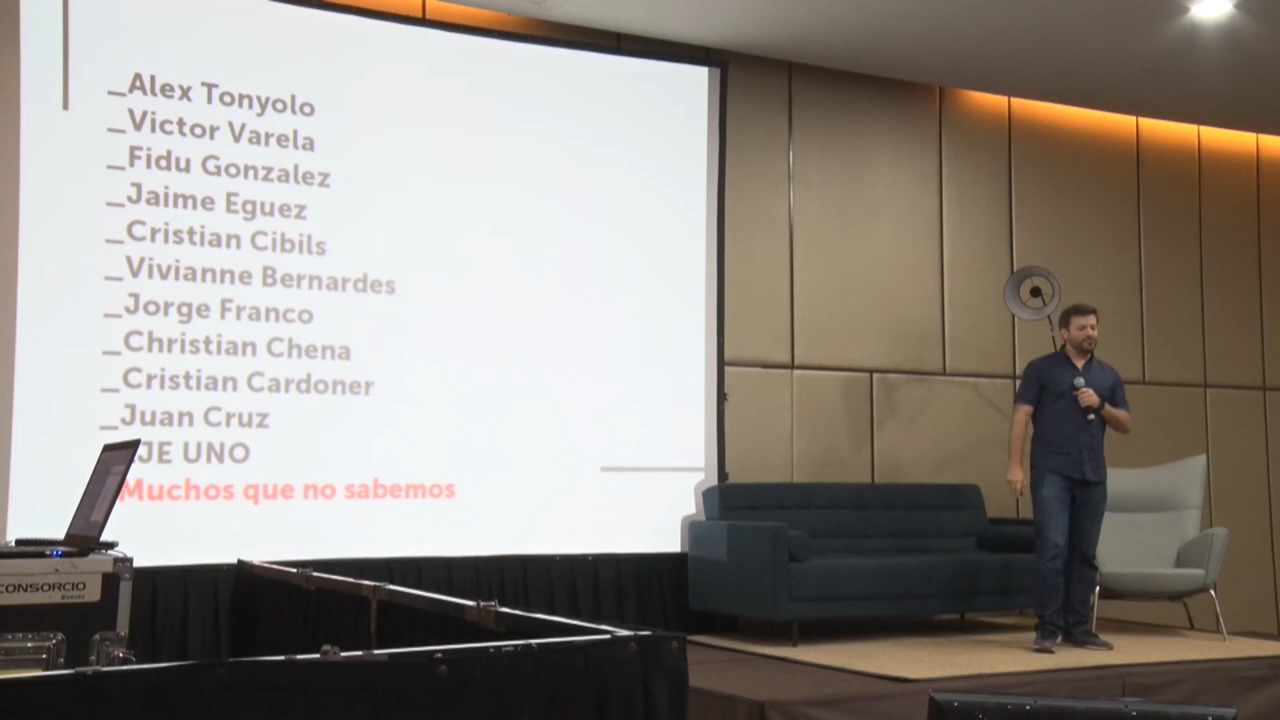 _Alex Tonyolo
_Victor Varela
_Fidu Gonzalez
_Jaime Eguez
_Cristian Cibils
_Vivianne Bernardes
_Jorge Franco
_Christian Chena
_Cristian Cardoner
_Juan Cruz
JE UNO
Muchos que no sabemos
CONSORCIO